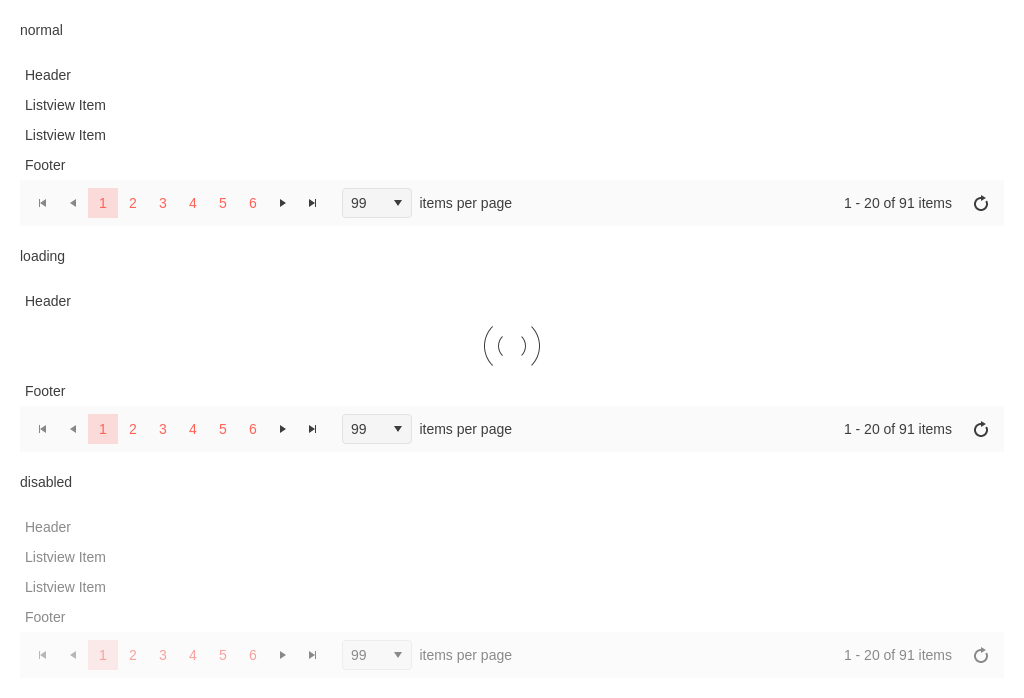 normal
Header
Listview Item
Listview Item
Footer
1 2 3 4 5 6 99 items per page 1 - 20 of 91 items
loading
Header
Footer
1 2 3 4 5 6 99 items per page 1 - 20 of 91 items
disabled
Header
Listview Item
Listview Item
Footer
1 2 3 4 5 6 99 items per page 1 - 20 of 91 items